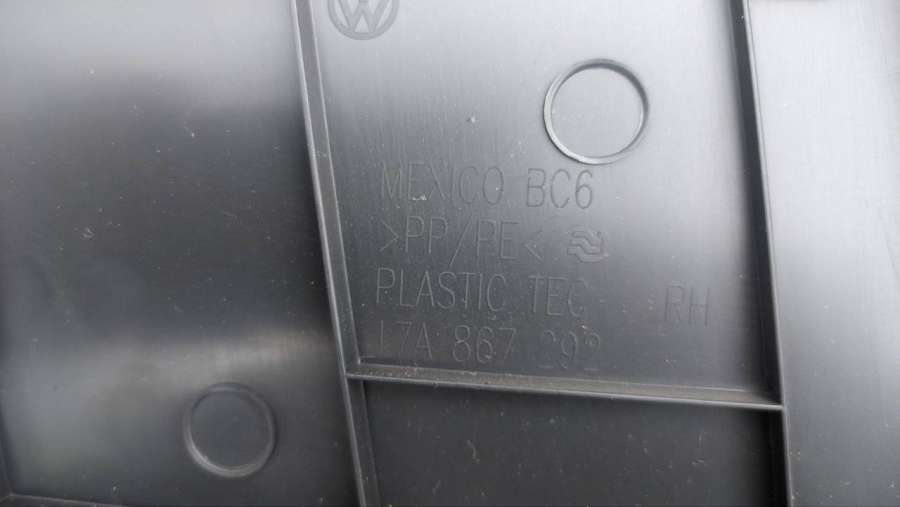 MEXICO BC6
>PP/PE<
PLASTIC TEC RH
17A 867 292